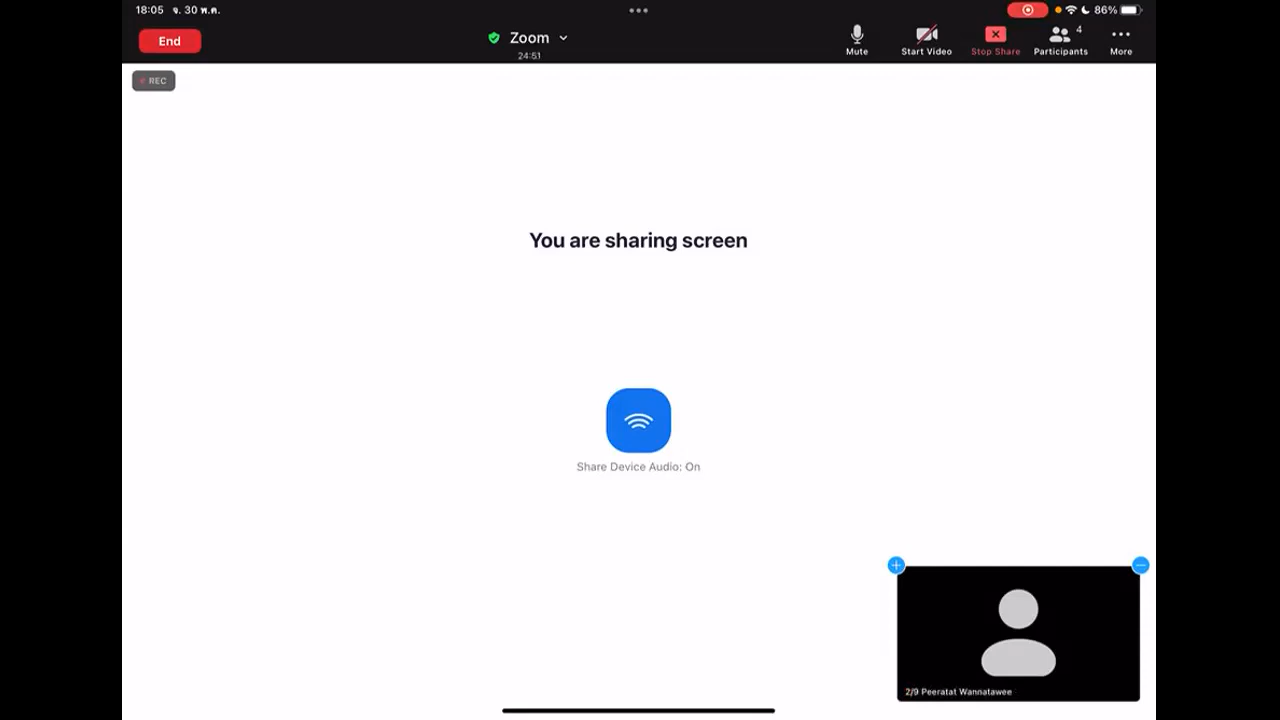 18:05 จ. 30 พ.ค.
86%
End
Zoom
24:51
Mute
Start Video
Stop Share
4
Participants
More
REC
You are sharing screen
Share Device Audio: On
2/9 Peeratat Wannatawee